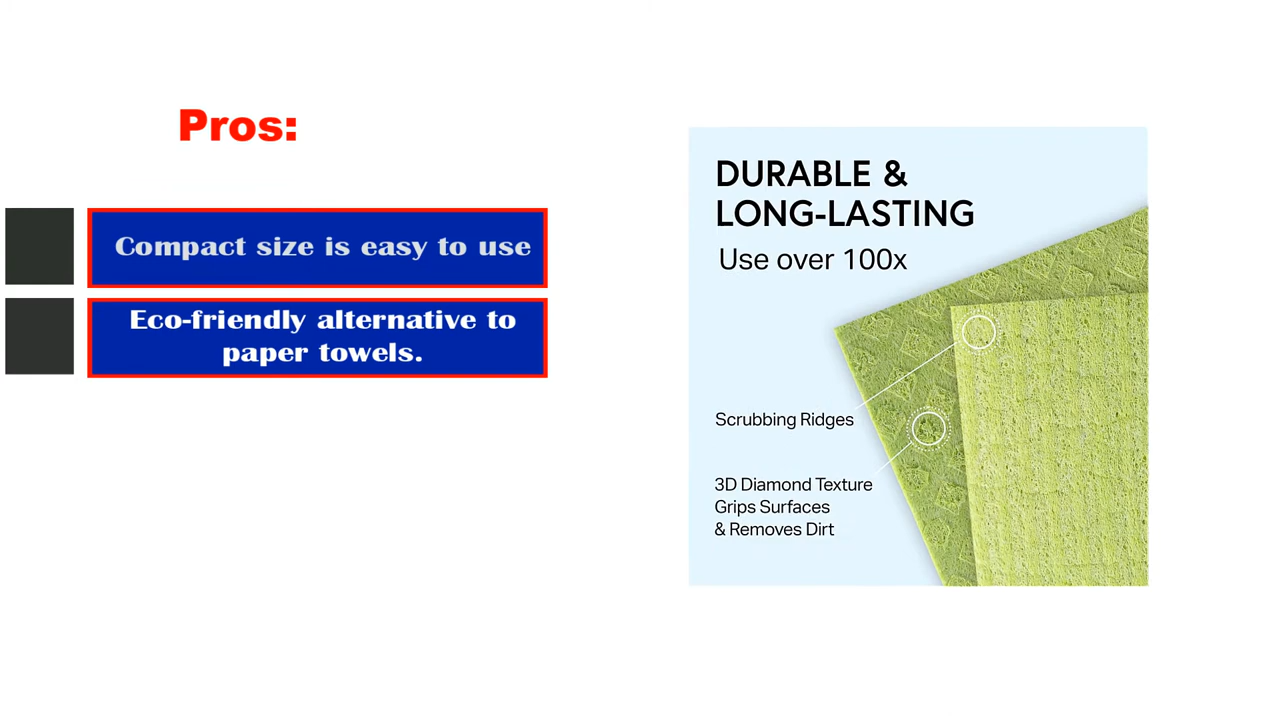 Pros:
Compact size is easy to use
Eco-friendly alternative to
paper towels.
DURABLE &
LONG-LASTING
Use over 100x
Scrubbing Ridges
3D Diamond Texture
Grips Surfaces
& Removes Dirt